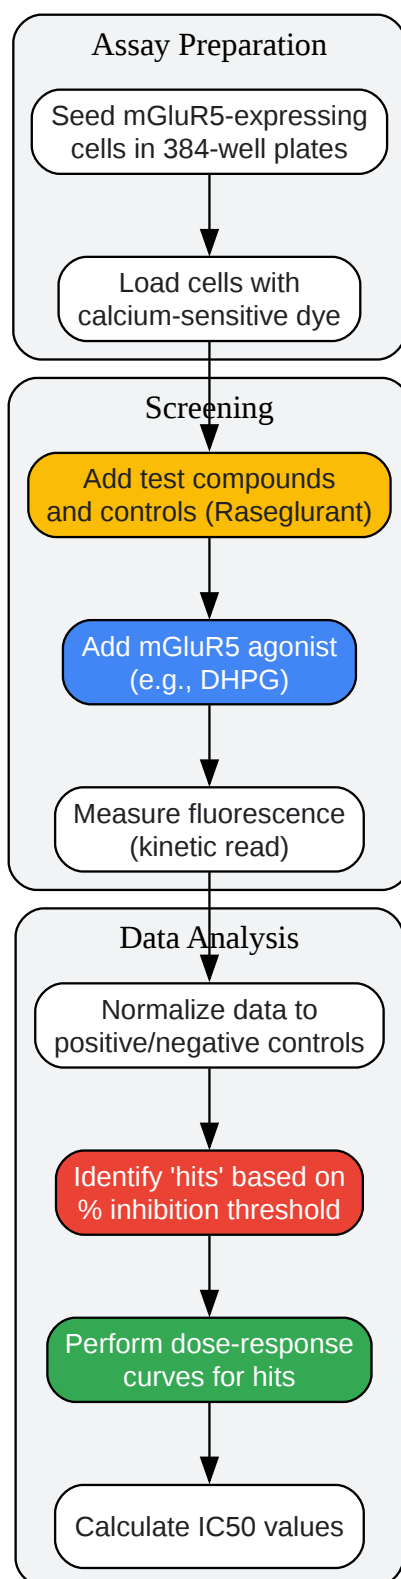 Assay Preparation
Seed mGluR5-expressing
cells in 384-well plates
Load cells with
calcium-sensitive dye
Screening
Add test compounds
and controls (Raseglurant)
Add mGluR5 agonist
(e.g., DHPG)
Measure fluorescence
(kinetic read)
Data Analysis
Normalize data to
positive/negative controls
Identify 'hits' based on
% inhibition threshold
Perform dose-response
curves for hits
Calculate IC50 values